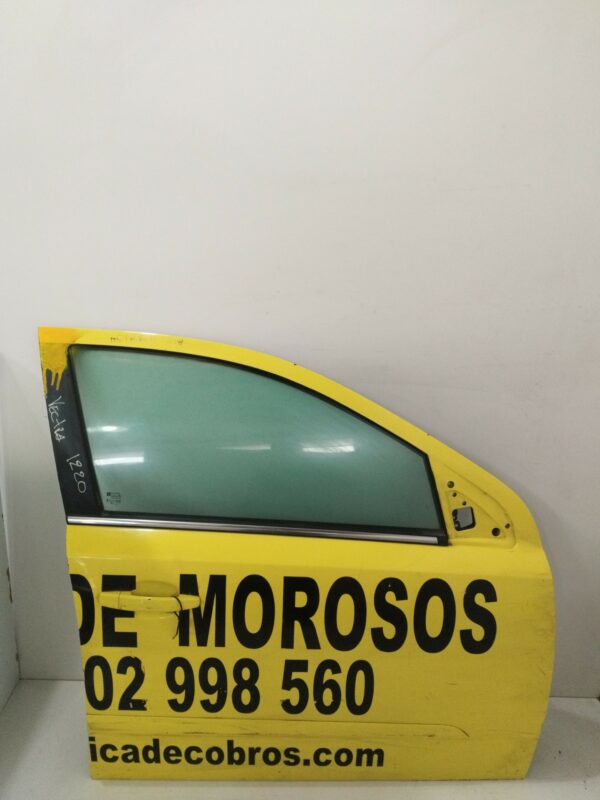 Vectra
1220
DE MOROSOS
02 998 560
icadecobros.com